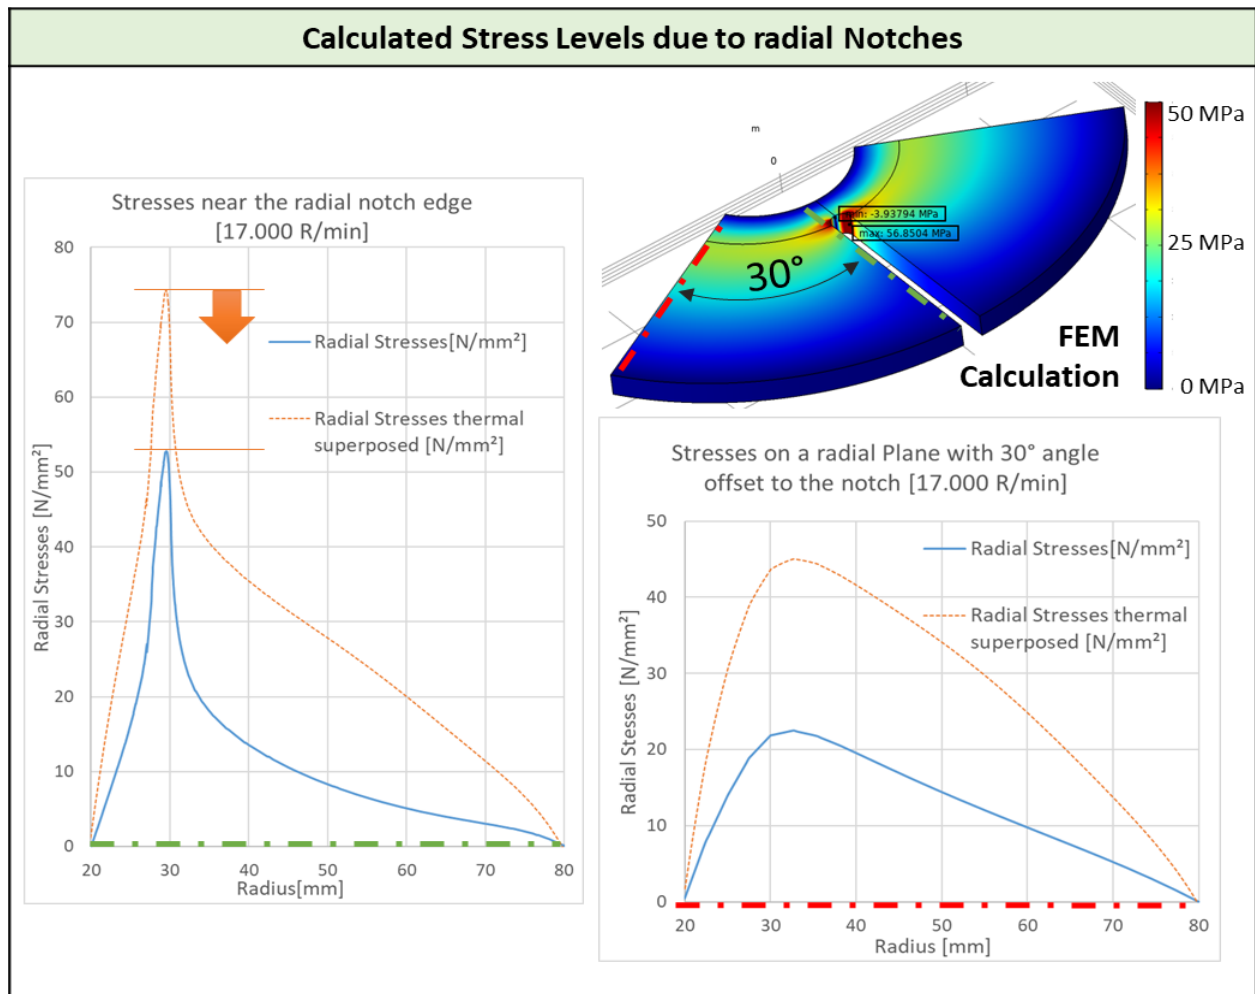 Calculated Stress Levels due to radial Notches
Stresses near the radial notch edge
[17.000 R/min]
80
70
60
50
40
30
20
10
0
Radial Stresses [N/mm²]
Radial Stresses[N/mm²]
Radial Stresses thermal
superposed [N/mm²]
20
30
40
50
60
70
80
Radius[mm]
m
0
min: -3.93794 MPa
max: 56.8504 MPa
30°
FEM
Calculation
50 MPa
25 MPa
0 MPa
Stresses on a radial Plane with 30° angle
offset to the notch [17.000 R/min]
50
40
30
20
10
0
Radial Stesses [N/mm²]
Radial Stresses[N/mm²]
Radial Stresses thermal
superposed [N/mm²]
20
30
40
50
60
70
80
Radius [mm]